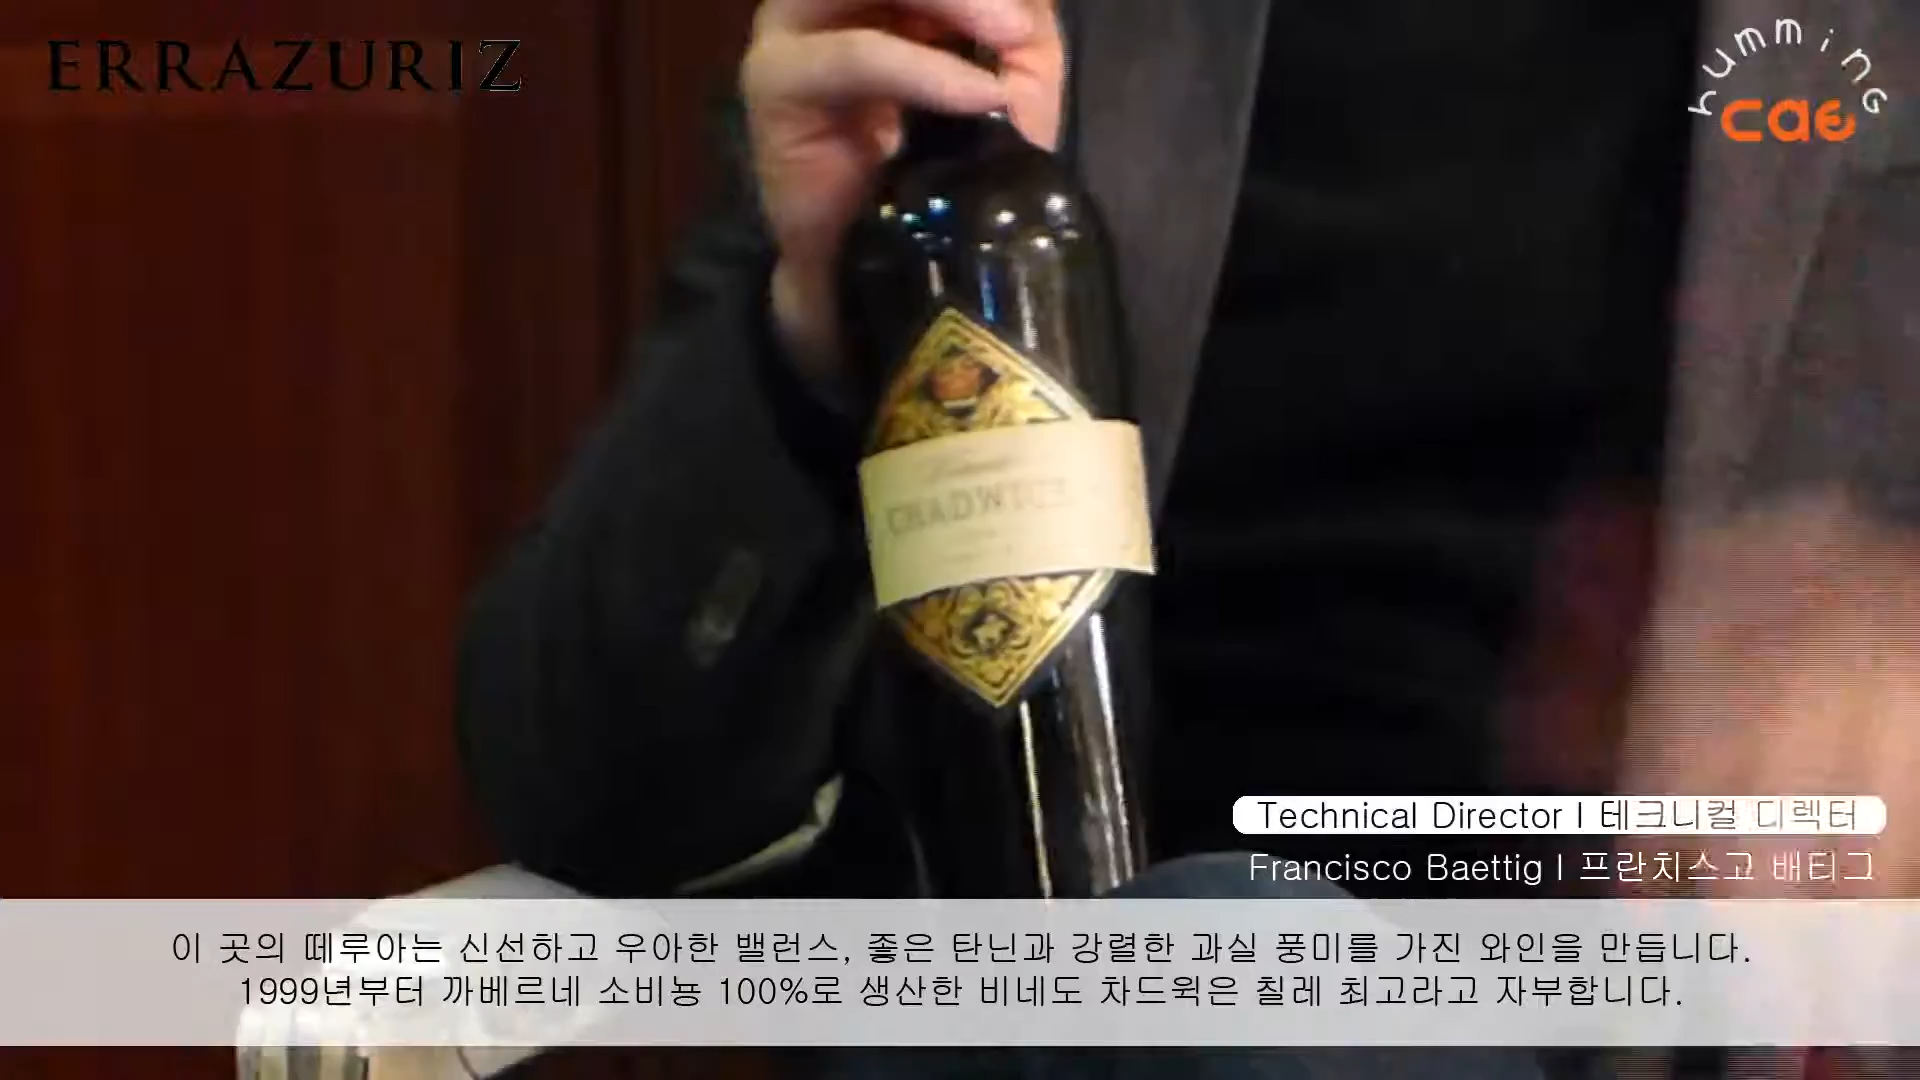 ERRAZURIZ
humming
cae
CHADWICK
Technical Director l 테크니컬 디렉터
Francisco Baettig l 프란치스고 배티그
이 곳의 떼루아는 신선하고 우아한 밸런스, 좋은 탄닌과 강렬한 과실 풍미를 가진 와인을 만듭니다.
1999년부터 까베르네 소비뇽 100%로 생산한 비네도 차드윅은 칠레 최고라고 자부합니다.